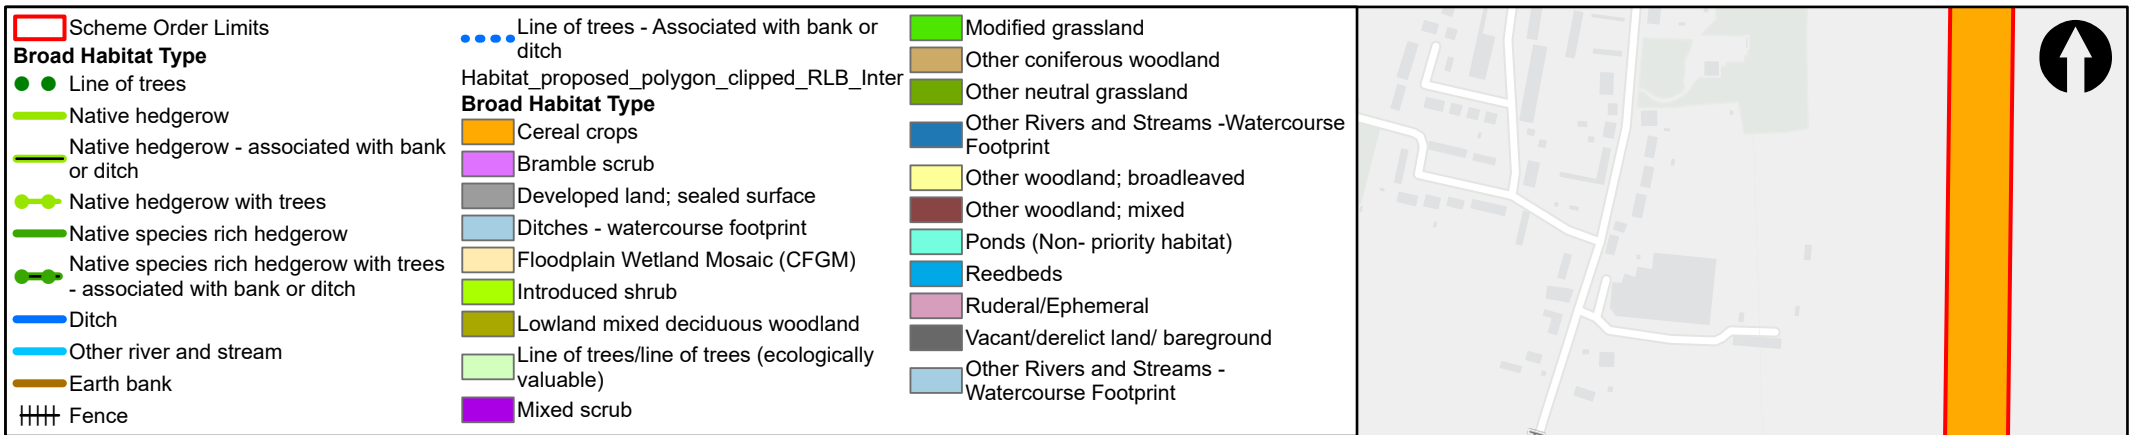 Scheme Order Limits
Broad Habitat Type
Line of trees
Native hedgerow
Native hedgerow - associated with bank
or ditch
Native hedgerow with trees
Native species rich hedgerow
Native species rich hedgerow with trees
- associated with bank or ditch
Ditch
Other river and stream
Earth bank
Fence
Line of trees - Associated with bank or
ditch
Habitat_proposed_polygon_clipped_RLB_Inter
Broad Habitat Type
Cereal crops
Bramble scrub
Developed land; sealed surface
Ditches - watercourse footprint
Floodplain Wetland Mosaic (CFGM)
Introduced shrub
Lowland mixed deciduous woodland
Line of trees/line of trees (ecologically
valuable)
Mixed scrub
Modified grassland
Other coniferous woodland
Other neutral grassland
Other Rivers and Streams -Watercourse
Footprint
Other woodland; broadleaved
Other woodland; mixed
Ponds (Non- priority habitat)
Reedbeds
Ruderal/Ephemeral
Vacant/derelict land/ bareground
Other Rivers and Streams -
Watercourse Footprint